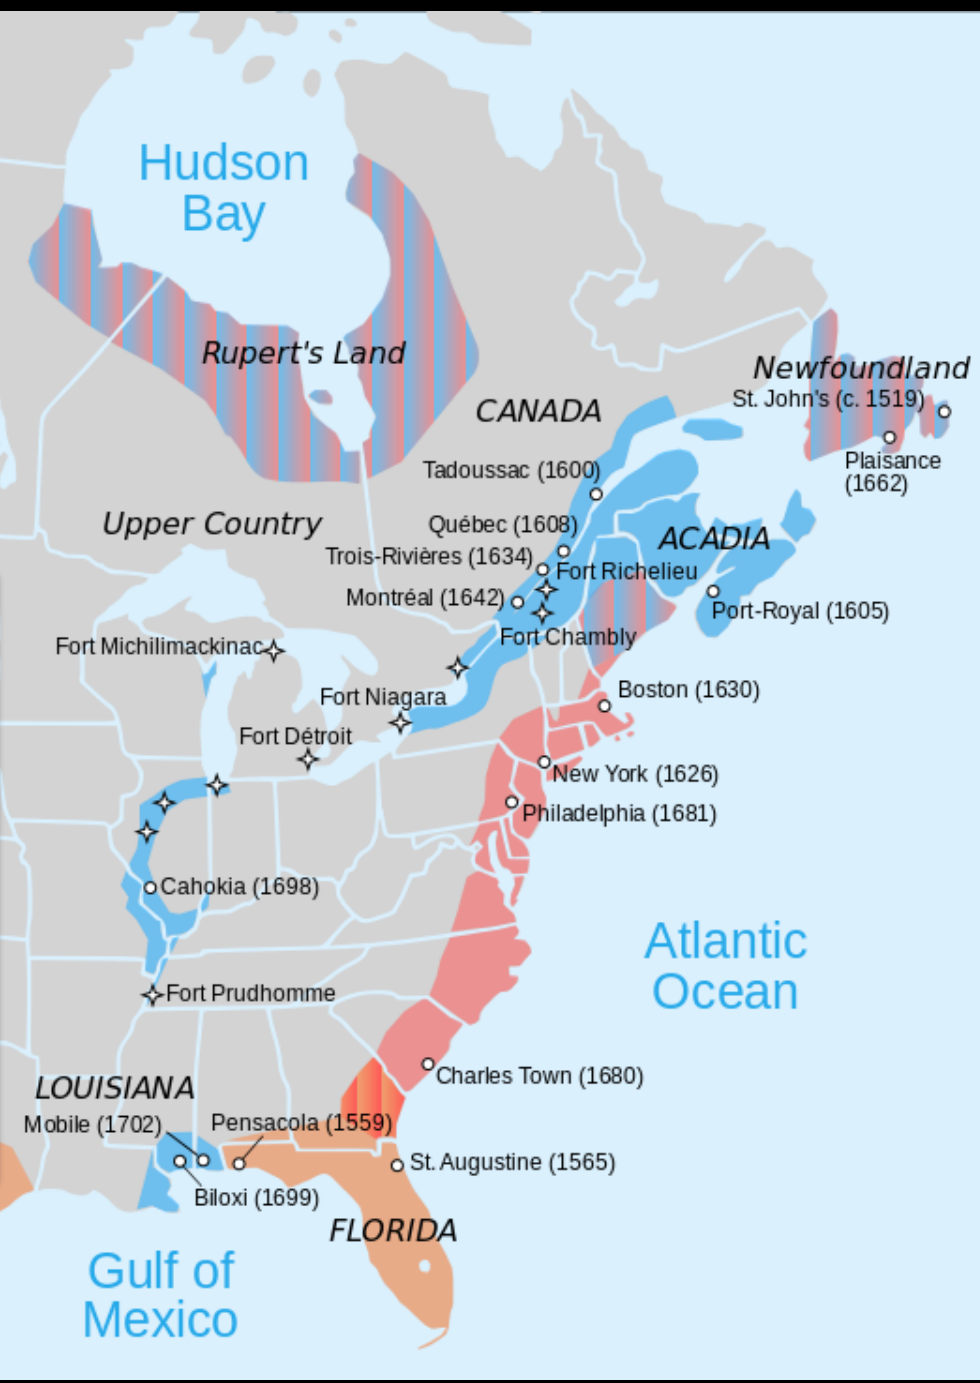 Hudson
Bay
Rupert's Land
Newfoundland
St. John's (c. 1519)
CANADA
Plaisance
(1662)
Tadoussac (1600)
Upper Country
Québec (1608)
ACADIA
Trois-Rivières (1634)
Fort Richelieu
Montréal (1642)
Port-Royal (1605)
Fort Chambly
Fort Michilimackinac
Boston (1630)
Fort Niagara
Fort Détroit
New York (1626)
Philadelphia (1681)
Cahokia (1698)
Atlantic
Ocean
Fort Prudhomme
Charles Town (1680)
LOUISIANA
Mobile (1702)
Pensacola (1559)
St. Augustine (1565)
Biloxi (1699)
FLORIDA
Gulf of
Mexico